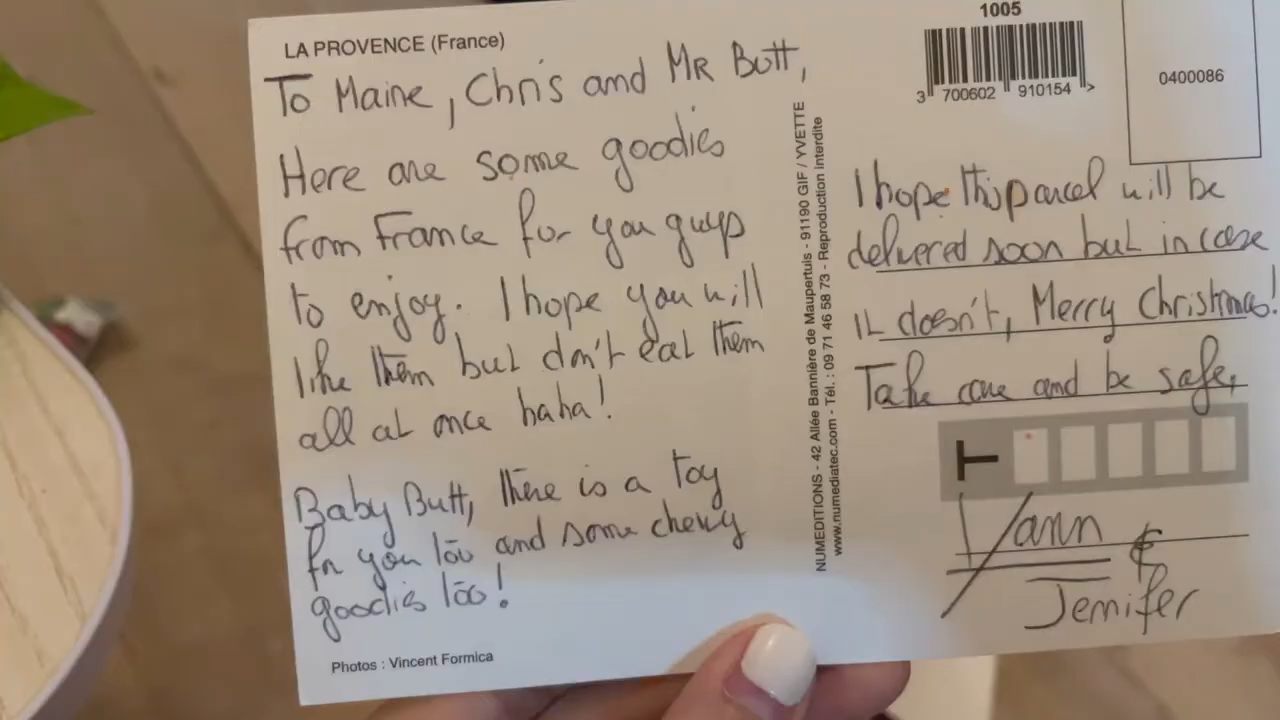 LA PROVENCE (France)
To Maine, Chris and MR Butt,
Here are some goodies
from France for you guys
to enjoy. I hope you will
like them but don't eat them
all at once haha!
Baby Butt, there is a toy
for you too and some chewy
goodies too!
Photos : Vincent Formica
NUMEDITIONS - 42 Allée Bannière de Maupertuis - 91190 GIF / YVETTE
www.numediatec.com - Tél. : 09 71 46 58 73 - Reproduction interdite
1005
3 700602 910154 >
0400086
I hope this parcel will be
delivered soon but in case
it doesn't, Merry Christmas!
Take care and be safe,
T
Yann &
Jennifer